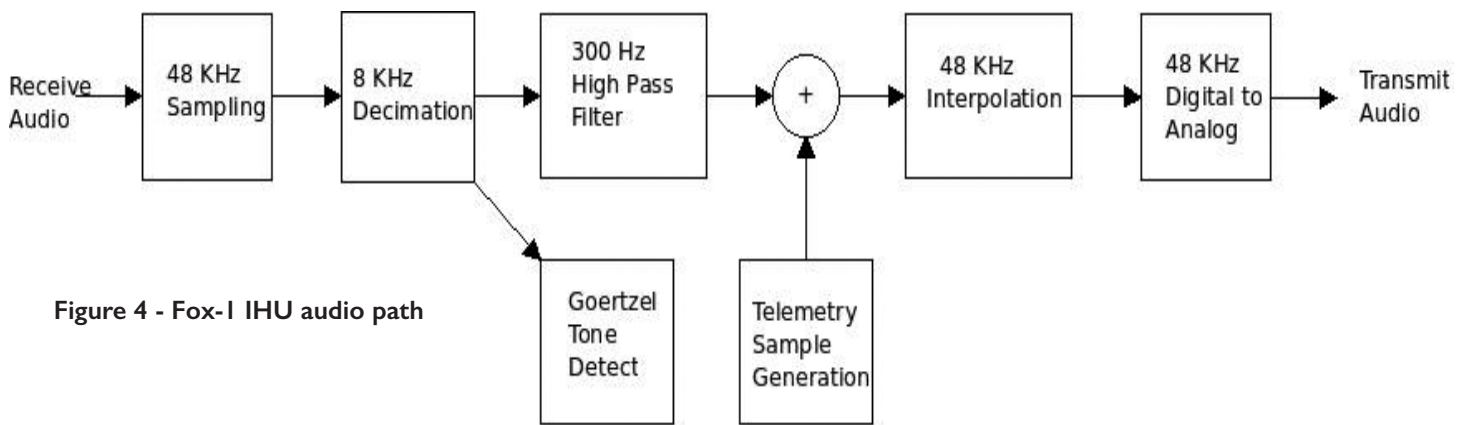 Receive
Audio
48 KHz
Sampling
8 KHz
Decimation
300 Hz
High Pass
Filter
+
48 KHz
Interpolation
48 KHz
Digital to
Analog
Transmit
Audio
Goertzel
Tone
Detect
Telemetry
Sample
Generation
Figure 4 - Fox-1 IHU audio path